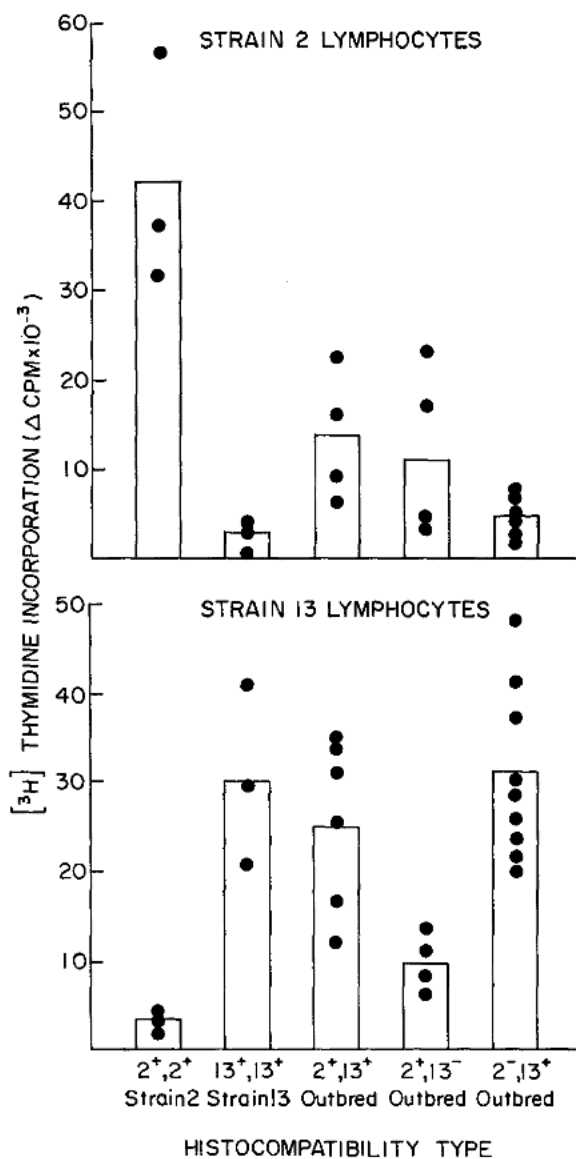 60
STRAIN 2 LYMPHOCYTES
50
40
30
20
10
[³H] THYMIDINE INCORPORATION (Δ CPM×10⁻³)
50
STRAIN 13 LYMPHOCYTES
40
30
20
10
2⁺,2⁺ 13⁺,13⁺ 2⁺,13⁺ 2⁺,13⁻ 2⁻,13⁺
Strain2 Strain13 Outbred Outbred Outbred
HISTOCOMPATIBILITY TYPE